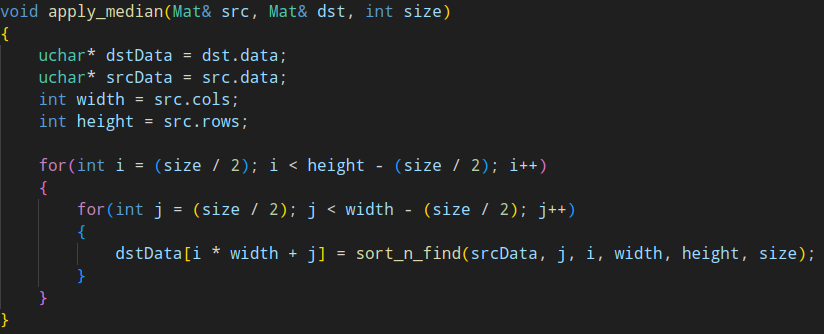 void apply_median(Mat& src, Mat& dst, int size)
{
    uchar* dstData = dst.data;
    uchar* srcData = src.data;
    int width = src.cols;
    int height = src.rows;

    for(int i = (size / 2); i < height - (size / 2); i++)
    {
        for(int j = (size / 2); j < width - (size / 2); j++)
        {
            dstData[i * width + j] = sort_n_find(srcData, j, i, width, height, size);
        }
    }
}